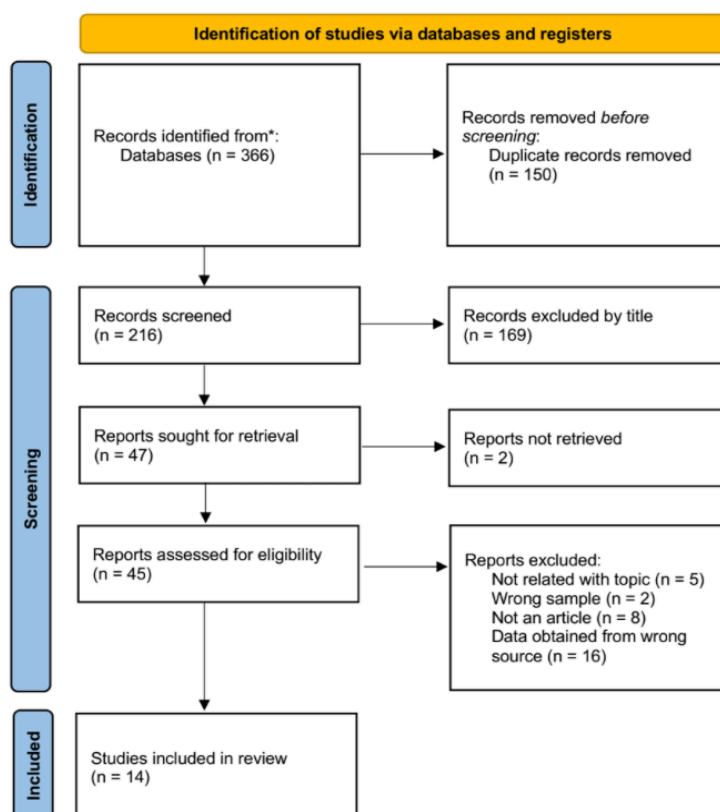 Identification of studies via databases and registers
Identification
Records identified from*:
Databases (n = 366)
Records removed before
screening:
Duplicate records removed
(n = 150)
Screening
Records screened
(n = 216)
Records excluded by title
(n = 169)
Reports sought for retrieval
(n = 47)
Reports not retrieved
(n = 2)
Reports assessed for eligibility
(n = 45)
Reports excluded:
Not related with topic (n = 5)
Wrong sample (n = 2)
Not an article (n = 8)
Data obtained from wrong
source (n = 16)
Included
Studies included in review
(n = 14)